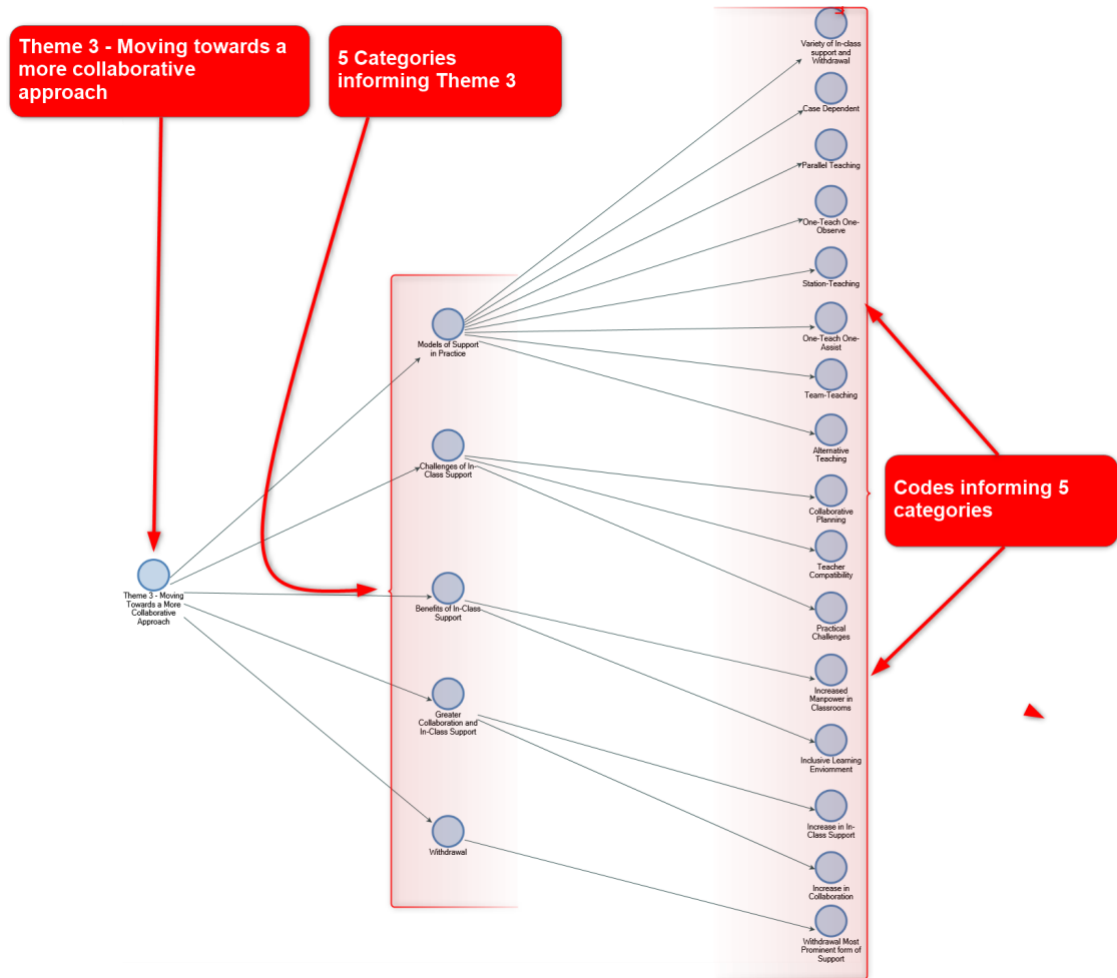 Theme 3 - Moving towards a
more collaborative
approach
5 Categories
informing Theme 3
Variety of In-class
support and
Withdrawal
Case Dependent
Parallel Teaching
One-Teach One-
Observe
Station-Teaching
One-Teach One-
Assist
Team-Teaching
Alternative
Teaching
Collaborative
Planning
Teacher
Compatibility
Practical
Challenges
Increased
Manpower in
Classrooms
Inclusive Learning
Enviornment
Increase in In-
Class Support
Increase in
Collaboration
Withdrawal Most
Prominent form of
Support
Models of Support
in Practice
Challenges of In-
Class Support
Benefits of In-Class
Support
Greater
Collaboration and
In-Class Support
Withdrawal
Theme 3 - Moving
Towards a More
Collaborative
Approach
Codes informing 5
categories